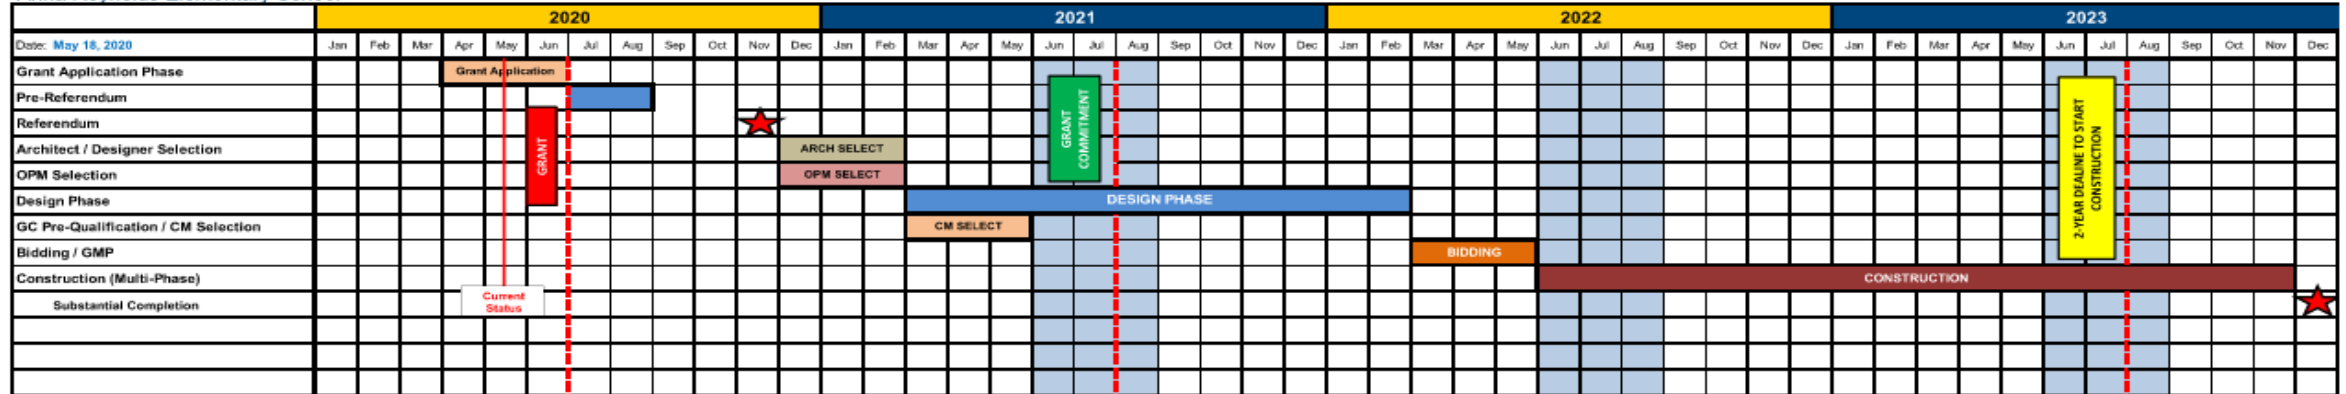 2020 2021 2022 2023
Date: May 18, 2020 Jan Feb Mar Apr May Jun Jul Aug Sep Oct Nov Dec Jan Feb Mar Apr May Jun Jul Aug Sep Oct Nov Dec Jan Feb Mar Apr May Jun Jul Aug Sep Oct Nov Dec Jan Feb Mar Apr May Jun Jul Aug Sep Oct Nov Dec
Grant Application Phase Grant Application
Pre-Referendum
Referendum
Architect / Designer Selection ARCH SELECT
OPM Selection OPM SELECT
Design Phase DESIGN PHASE
GC Pre-Qualification / CM Selection CM SELECT
Bidding / GMP BIDDING
Construction (Multi-Phase) CONSTRUCTION
Substantial Completion
Current
Status
GRANT
GRANT
COMMITMENT
2-YEAR DEALINE TO START
CONSTRUCTION